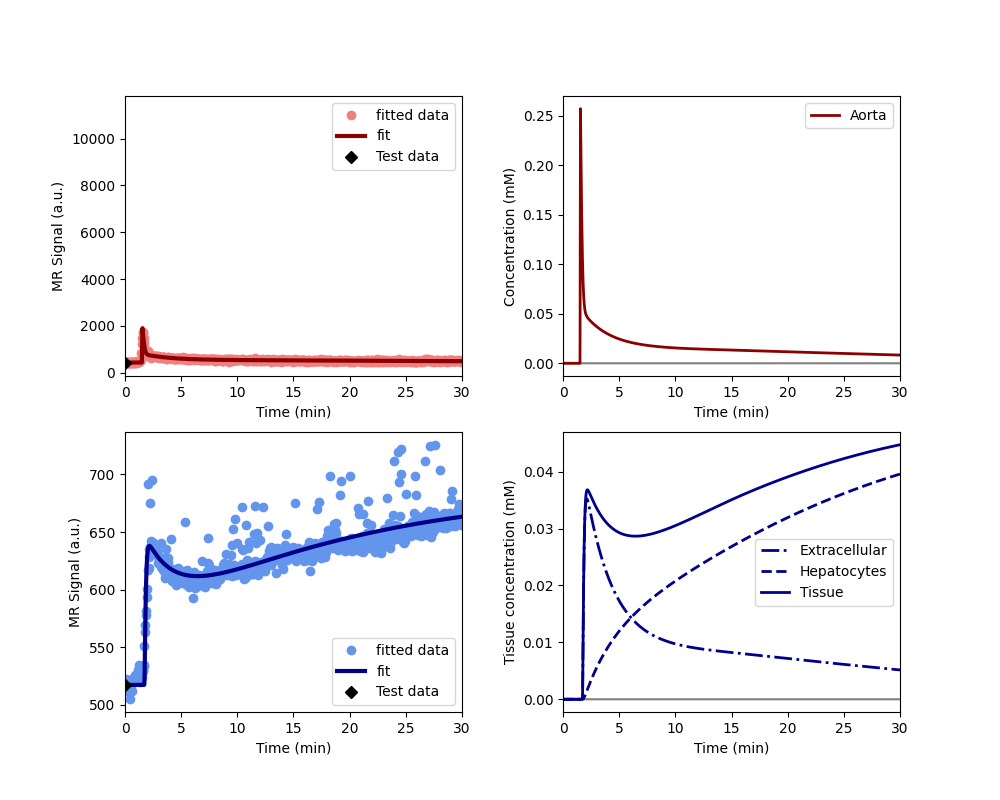 MR Signal (a.u.)
10000
8000
6000
4000
2000
0
0 5 10 15 20 25 30
Time (min)
fitted data
fit
Test data
Concentration (mM)
0.25
0.20
0.15
0.10
0.05
0.00
0 5 10 15 20 25 30
Time (min)
Aorta
MR Signal (a.u.)
700
650
600
550
500
0 5 10 15 20 25 30
Time (min)
fitted data
fit
Test data
Tissue concentration (mM)
0.04
0.03
0.02
0.01
0.00
0 5 10 15 20 25 30
Time (min)
Extracellular
Hepatocytes
Tissue